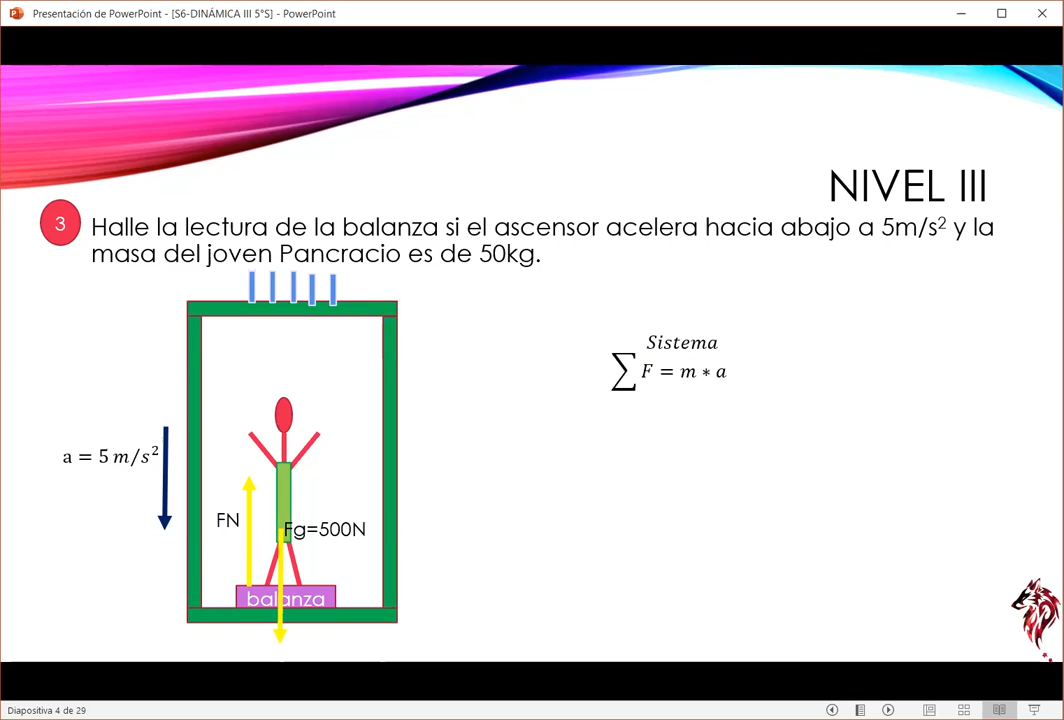 Presentación de PowerPoint - [S6-DINÁMICA III 5°S] - PowerPoint
NIVEL III
3
Halle la lectura de la balanza si el ascensor acelera hacia abajo a 5m/s² y la
masa del joven Pancracio es de 50kg.
Sistema
∑ F = m ∗ a
a = 5 m/s²
FN
Fg=500N
balanza
Diapositiva 4 de 29